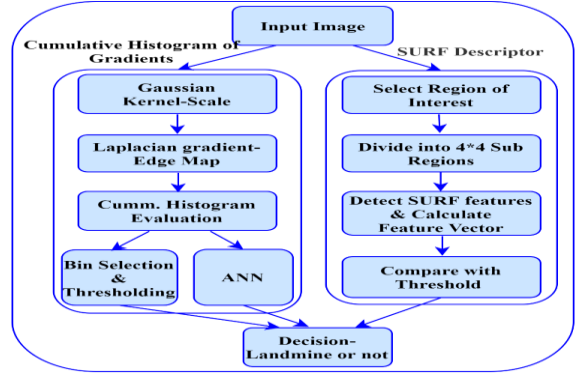 Input Image
Cumulative Histogram of
Gradients
SURF Descriptor
Gaussian
Kernel-Scale
Laplacian gradient-
Edge Map
Cumm. Histogram
Evaluation
Bin Selection
&
Thresholding
ANN
Select Region of
Interest
Divide into 4*4 Sub
Regions
Detect SURF features
& Calculate
Feature Vector
Compare with
Threshold
Decision-
Landmine or not